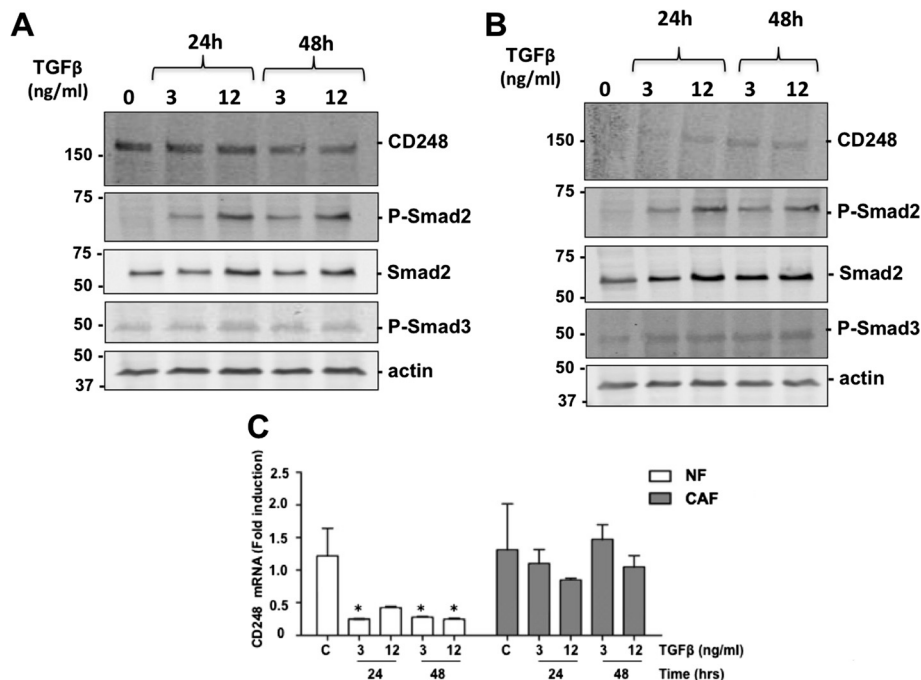 A
24h
48h
TGFβ
(ng/ml)
0
3
12
3
12
150
CD248
75
P-Smad2
75
50
Smad2
50
P-Smad3
50
37
actin
B
24h
48h
TGFβ
(ng/ml)
0
3
12
3
12
150
CD248
75
P-Smad2
75
50
Smad2
50
P-Smad3
50
37
actin
C
CD248 mRNA (Fold induction)
2.5
2.0
1.5
1.0
0.5
0
NF
CAF
* * *
C 3 12 3 12 C 3 12 3 12 TGFβ (ng/ml)
24 48 24 48 Time (hrs)